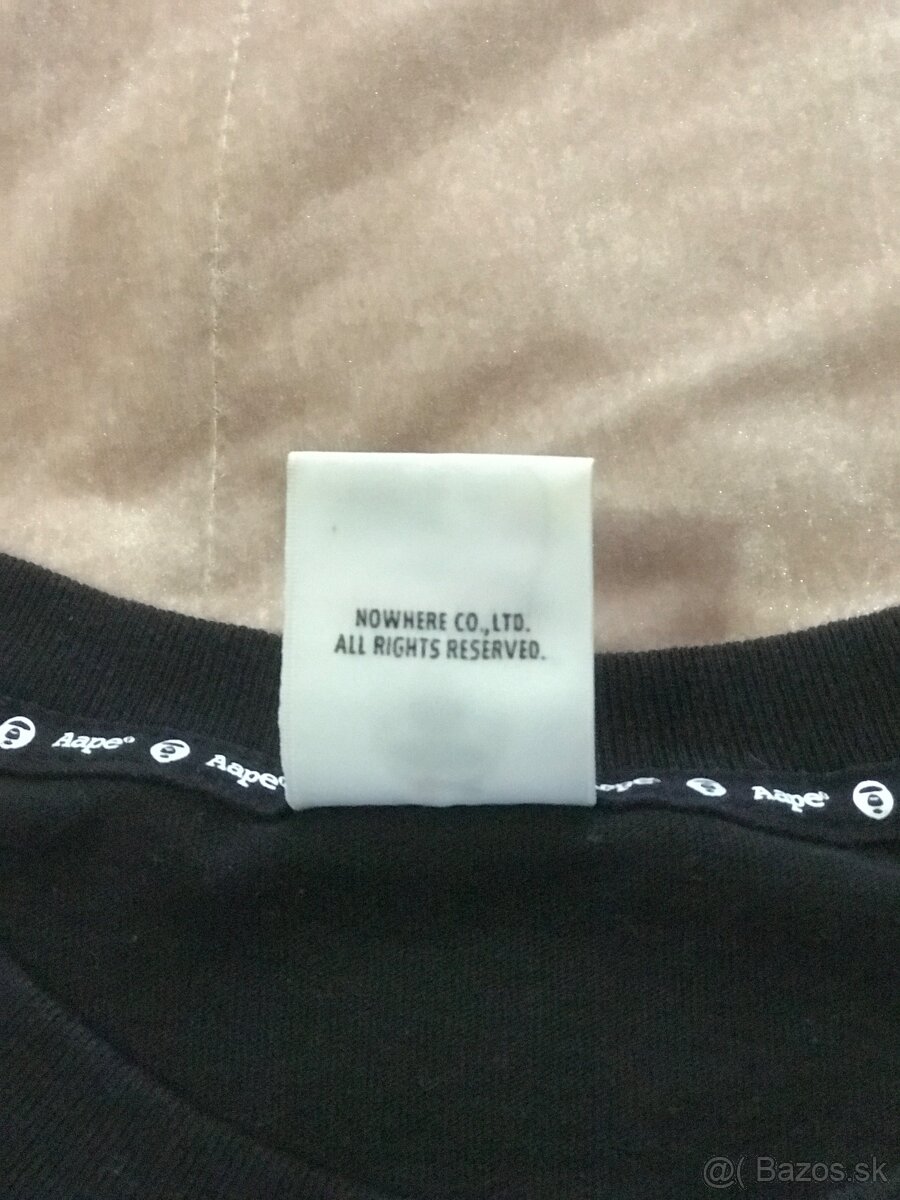 NOWHERE CO.,LTD.
ALL RIGHTS RESERVED.
Aape
Aape
Aape
@( Bazos.sk